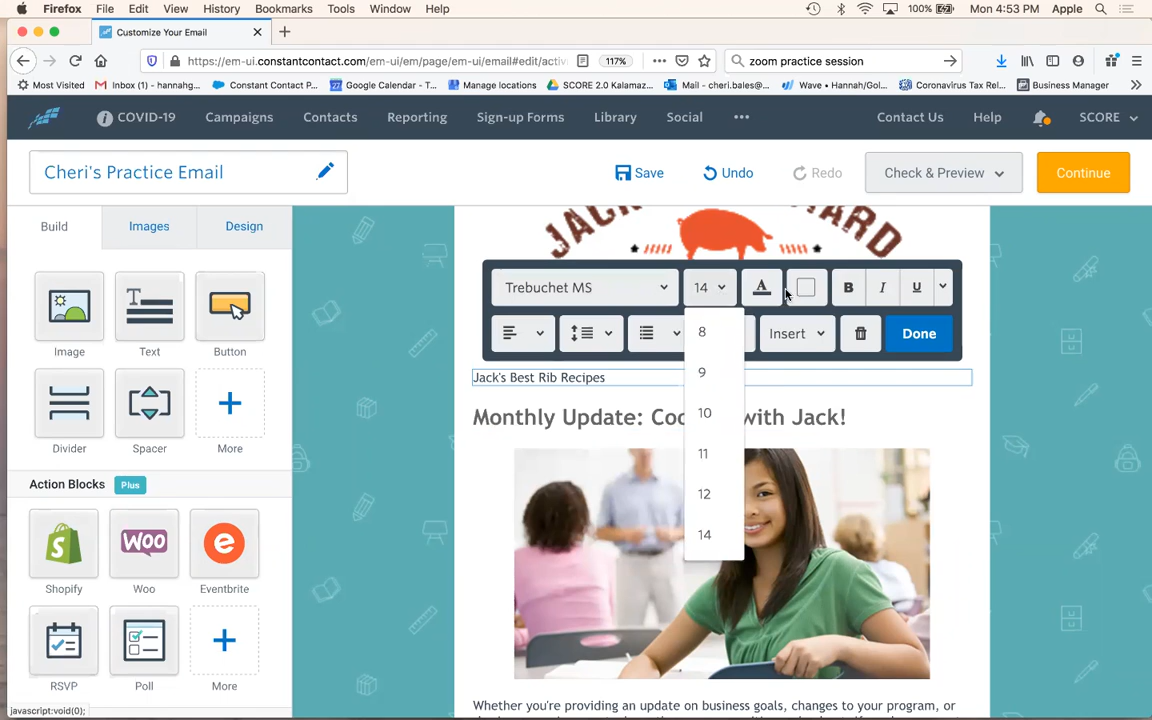 Firefox File Edit View History Bookmarks Tools Window Help 100% Mon 4:53 PM Apple
Customize Your Email
https://em-ui.constantcontact.com/em-ui/em/page/em-ui/email#edit/activ 117% zoom practice session
Most Visited Inbox (1) - hannahg... Constant Contact P... Google Calendar - T... Manage locations SCORE 2.0 Kalamaz... Mail - cheri.bales@... Wave • Hannah/Gol... Coronavirus Tax Rel... Business Manager
COVID-19 Campaigns Contacts Reporting Sign-up Forms Library Social ••• Contact Us Help SCORE
Cheri's Practice Email Save Undo Redo Check & Preview Continue
Build Images Design
Trebuchet MS 14 A B I U
Insert Done
8
9
10
11
12
14
Image Text Button
Divider Spacer More
Action Blocks Plus
Shopify Woo Eventbrite
RSVP Poll More
Jack's Best Rib Recipes
Monthly Update: Coo with Jack!
Whether you're providing an update on business goals, changes to your program, or
javascript:void(0);